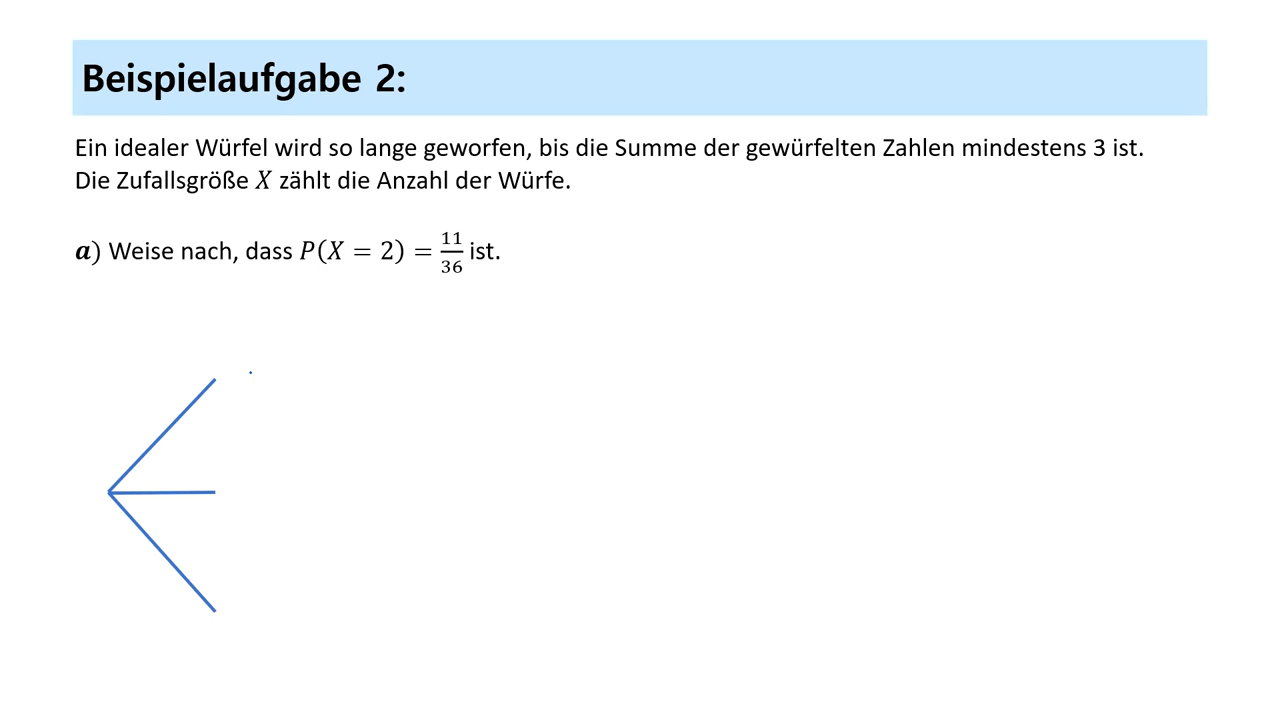 Beispielaufgabe 2:
Ein idealer Würfel wird so lange geworfen, bis die Summe der gewürfelten Zahlen mindestens 3 ist.
Die Zufallsgröße X zählt die Anzahl der Würfe.
a) Weise nach, dass P(X = 2) = 11/36 ist.